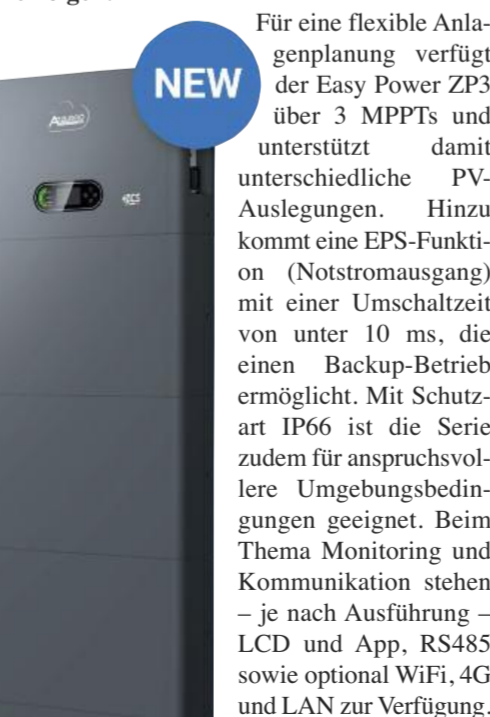 NEW
Für eine flexible Anla-
genplanung verfügt
der Easy Power ZP3
über 3 MPPTs und
unterstützt damit
unterschiedliche PV-
Auslegungen. Hinzu
kommt eine EPS-Funkti-
on (Notstromausgang)
mit einer Umschaltzeit
von unter 10 ms, die
einen Backup-Betrieb
ermöglicht. Mit Schutz-
art IP66 ist die Serie
zudem für anspruchsvol-
lere Umgebungsbedin-
gungen geeignet. Beim
Thema Monitoring und
Kommunikation stehen
– je nach Ausführung –
LCD und App, RS485
sowie optional WiFi, 4G
und LAN zur Verfügung.